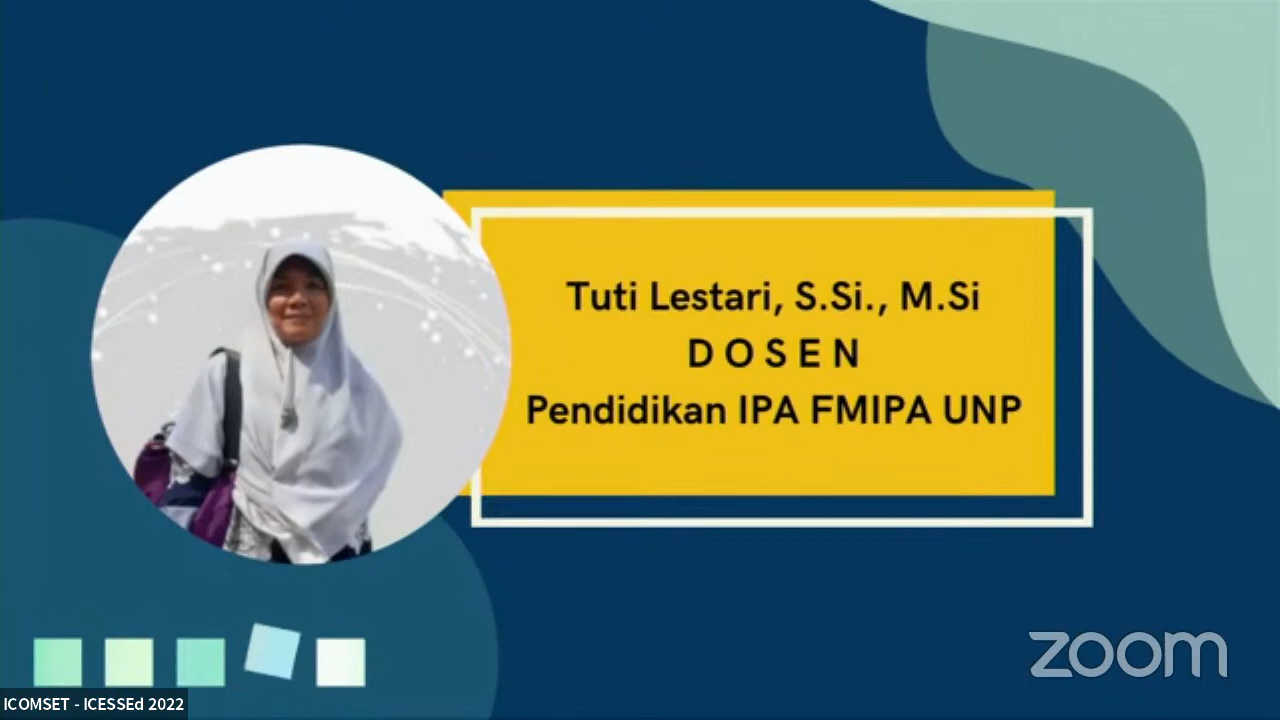 Tuti Lestari, S.Si., M.Si
D O S E N
Pendidikan IPA FMIPA UNP
zoom
ICOMSET - ICESSEd 2022